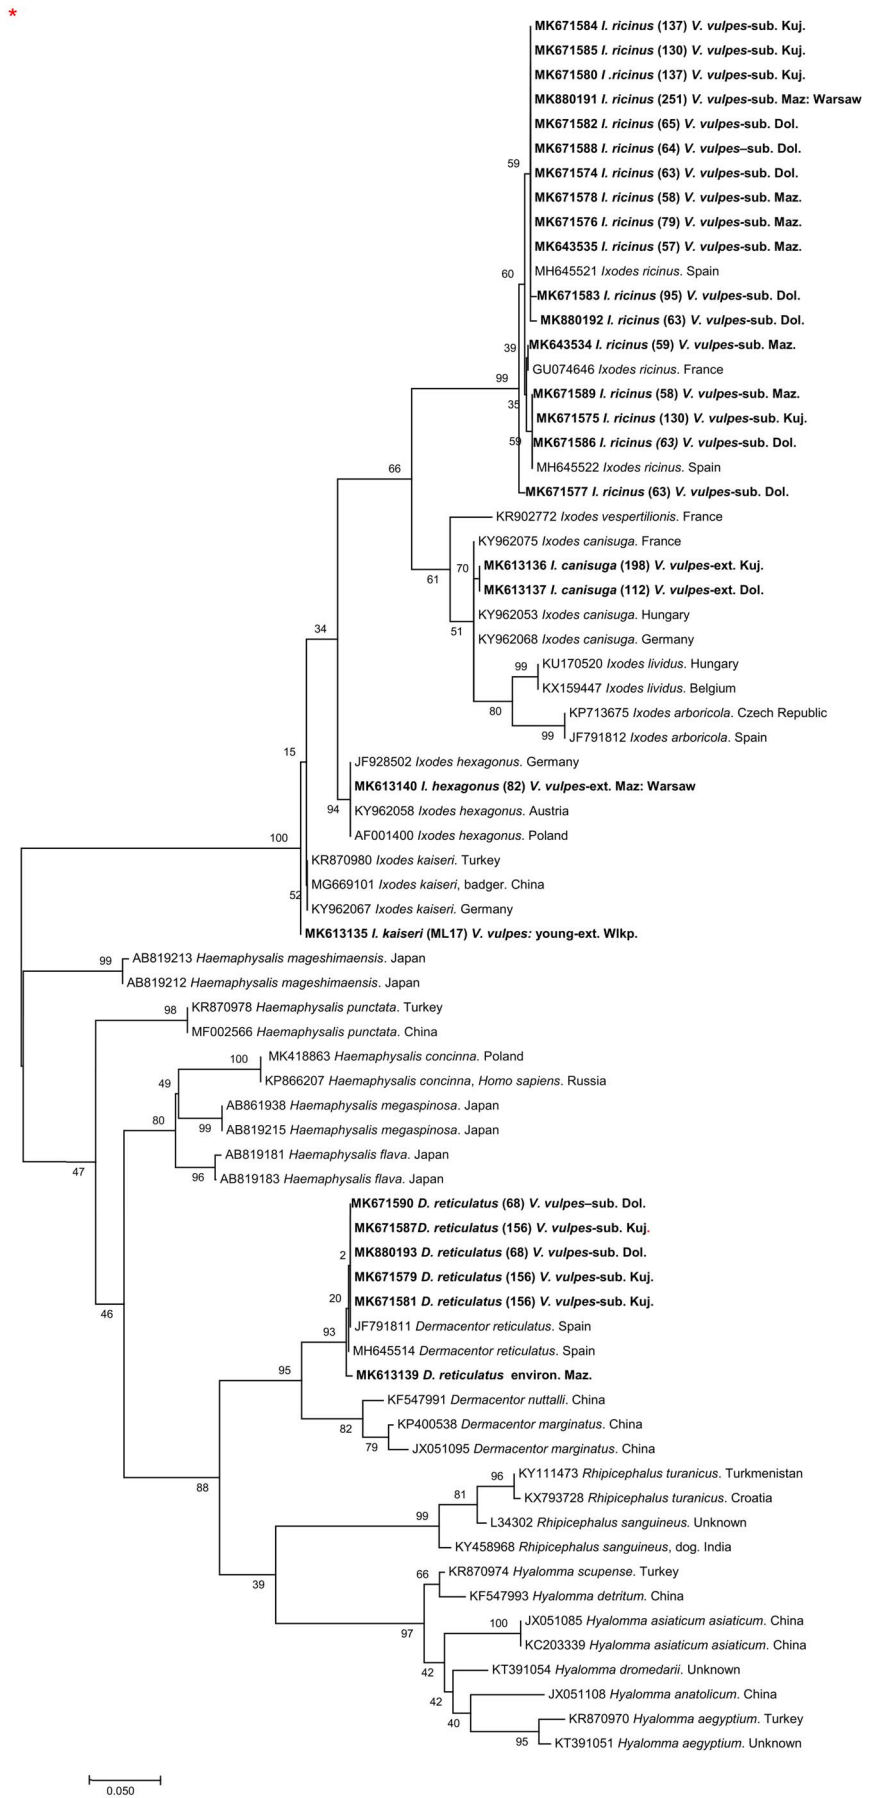 *
MK671584 I. ricinus (137) V. vulpes-sub. Kuj.
MK671585 I. ricinus (130) V. vulpes-sub. Kuj.
MK671580 I .ricinus (137) V. vulpes-sub. Kuj.
MK880191 I. ricinus (251) V. vulpes-sub. Maz: Warsaw
MK671582 I. ricinus (65) V. vulpes-sub. Dol.
MK671588 I. ricinus (64) V. vulpes–sub. Dol.
59
MK671574 I. ricinus (63) V. vulpes-sub. Dol.
MK671578 I. ricinus (58) V. vulpes-sub. Maz.
MK671576 I. ricinus (79) V. vulpes-sub. Maz.
MK643535 I. ricinus (57) V. vulpes-sub. Maz.
60
MH645521 Ixodes ricinus. Spain
MK671583 I. ricinus (95) V. vulpes-sub. Dol.
MK880192 I. ricinus (63) V. vulpes-sub. Dol.
39
MK643534 I. ricinus (59) V. vulpes-sub. Maz.
GU074646 Ixodes ricinus. France
99
MK671589 I. ricinus (58) V. vulpes-sub. Maz.
35
MK671575 I. ricinus (130) V. vulpes-sub. Kuj.
59
MK671586 I. ricinus (63) V. vulpes-sub. Dol.
66
MH645522 Ixodes ricinus. Spain
MK671577 I. ricinus (63) V. vulpes-sub. Dol.
KR902772 Ixodes vespertilionis. France
KY962075 Ixodes canisuga. France
70
MK613136 I. canisuga (198) V. vulpes-ext. Kuj.
61
MK613137 I. canisuga (112) V. vulpes-ext. Dol.
KY962053 Ixodes canisuga. Hungary
34
51
KY962068 Ixodes canisuga. Germany
99
KU170520 Ixodes lividus. Hungary
KX159447 Ixodes lividus. Belgium
80
KP713675 Ixodes arboricola. Czech Republic
99
JF791812 Ixodes arboricola. Spain
15
JF928502 Ixodes hexagonus. Germany
MK613140 I. hexagonus (82) V. vulpes-ext. Maz: Warsaw
94
KY962058 Ixodes hexagonus. Austria
100
AF001400 Ixodes hexagonus. Poland
KR870980 Ixodes kaiseri. Turkey
MG669101 Ixodes kaiseri, badger. China
52
KY962067 Ixodes kaiseri. Germany
MK613135 I. kaiseri (ML17) V. vulpes: young-ext. Wlkp.
99
AB819213 Haemaphysalis mageshimaensis. Japan
AB819212 Haemaphysalis mageshimaensis. Japan
98
KR870978 Haemaphysalis punctata. Turkey
MF002566 Haemaphysalis punctata. China
100
MK418863 Haemaphysalis concinna. Poland
49
KP866207 Haemaphysalis concinna, Homo sapiens. Russia
AB861938 Haemaphysalis megaspinosa. Japan
80
99
AB819215 Haemaphysalis megaspinosa. Japan
AB819181 Haemaphysalis flava. Japan
47
96
AB819183 Haemaphysalis flava. Japan
MK671590 D. reticulatus (68) V. vulpes–sub. Dol.
MK671587D. reticulatus (156) V. vulpes-sub. Kuj.
2
MK880193 D. reticulatus (68) V. vulpes-sub. Dol.
MK671579 D. reticulatus (156) V. vulpes-sub. Kuj.
20
MK671581 D. reticulatus (156) V. vulpes-sub. Kuj.
46
93
JF791811 Dermacentor reticulatus. Spain
MH645514 Dermacentor reticulatus. Spain
95
MK613139 D. reticulatus environ. Maz.
KF547991 Dermacentor nuttalli. China
82
KP400538 Dermacentor marginatus. China
79
JX051095 Dermacentor marginatus. China
96
KY111473 Rhipicephalus turanicus. Turkmenistan
88
81
KX793728 Rhipicephalus turanicus. Croatia
99
L34302 Rhipicephalus sanguineus. Unknown
KY458968 Rhipicephalus sanguineus, dog. India
39
66
KR870974 Hyalomma scupense. Turkey
KF547993 Hyalomma detritum. China
97
100
JX051085 Hyalomma asiaticum asiaticum. China
KC203339 Hyalomma asiaticum asiaticum. China
42
KT391054 Hyalomma dromedarii. Unknown
42
JX051108 Hyalomma anatolicum. China
40
KR870970 Hyalomma aegyptium. Turkey
95
KT391051 Hyalomma aegyptium. Unknown
0.050